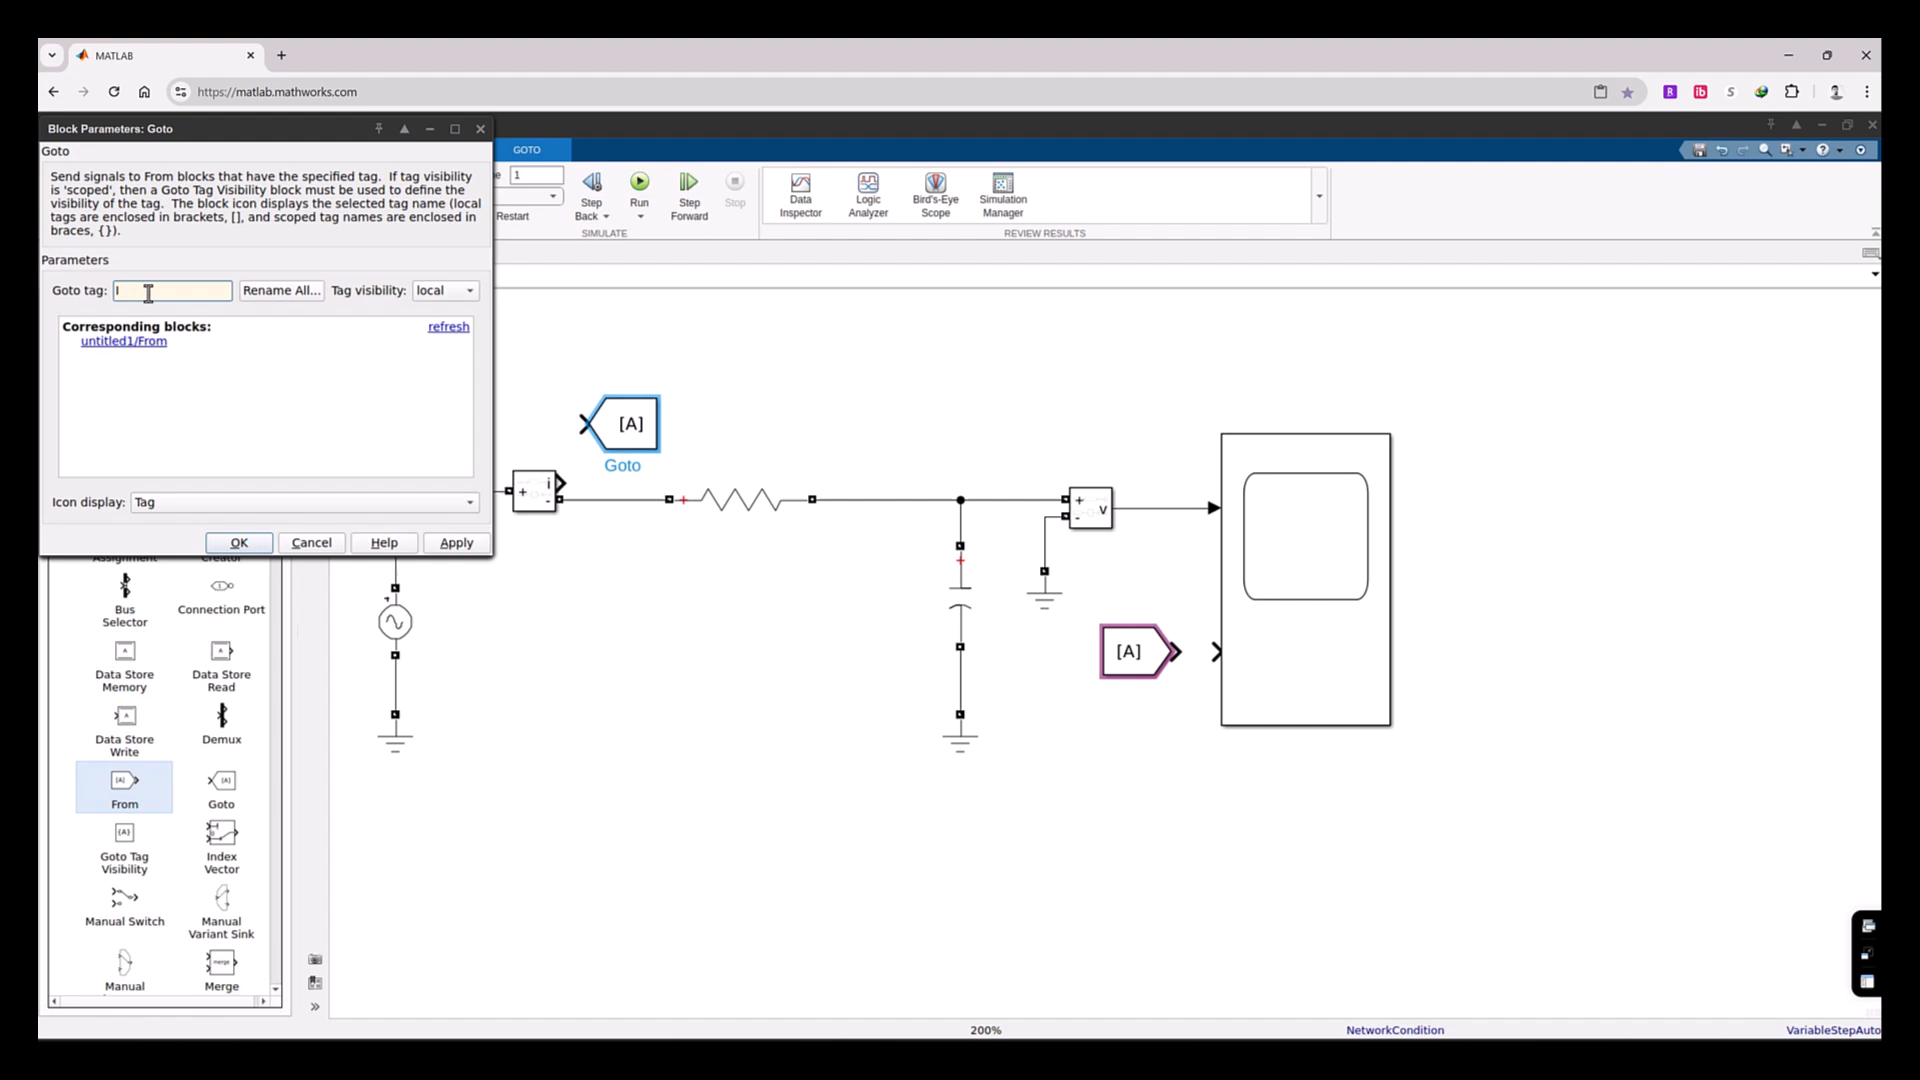 MATLAB
https://matlab.mathworks.com
Block Parameters: Goto
Goto
Send signals to From blocks that have the specified tag. If tag visibility
is 'scoped', then a Goto Tag Visibility block must be used to define the
visibility of the tag. The block icon displays the selected tag name (local
tags are enclosed in brackets, [], and scoped tag names are enclosed in
braces, {}).
Parameters
Goto tag: I Rename All... Tag visibility: local
Corresponding blocks: refresh
untitled1/From
Icon display: Tag
OK Cancel Help Apply
GOTO
1
Restart
Step Back
Run
Step Forward
Stop
SIMULATE
Data Inspector
Logic Analyzer
Bird's-Eye Scope
Simulation Manager
REVIEW RESULTS
[A]
Goto
+ i
-
+
+ v
-
+
[A]
Bus Selector
Connection Port
Data Store Memory
Data Store Read
Data Store Write
Demux
From
Goto
Goto Tag Visibility
Index Vector
Manual Switch
Manual Variant Sink
Manual
Merge
200%
NetworkCondition
VariableStepAuto